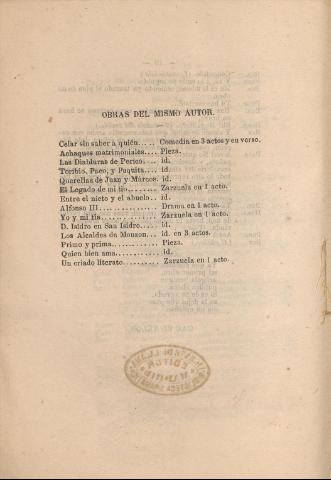 OBRAS DEL MISMO AUTOR.
Celar sin saber á quién..... Comedia en 3 actos y en verso.
Achaques matrimoniales.... Pieza.
Las Diabluras de Perico.... id.
Toribio, Paco, y Paquita.... id.
Querellas de Juan y Márcos. id.
El Legado de mi tio......... Zarzuela en 1 acto.
Entre el nieto y el abuelo.. id.
Alfonso III................. Drama en 1 acto.
Yo y mi tia................. Zarzuela en 1 acto.
D. Isidro en San Isidro..... id.
Los Alcaldes de Monzon.... id. en 3 actos.
Primo y prima.............. Pieza.
Quien bien ama............. id.
Un criado literato.......... Zarzuela en 1 acto.
EDITOR